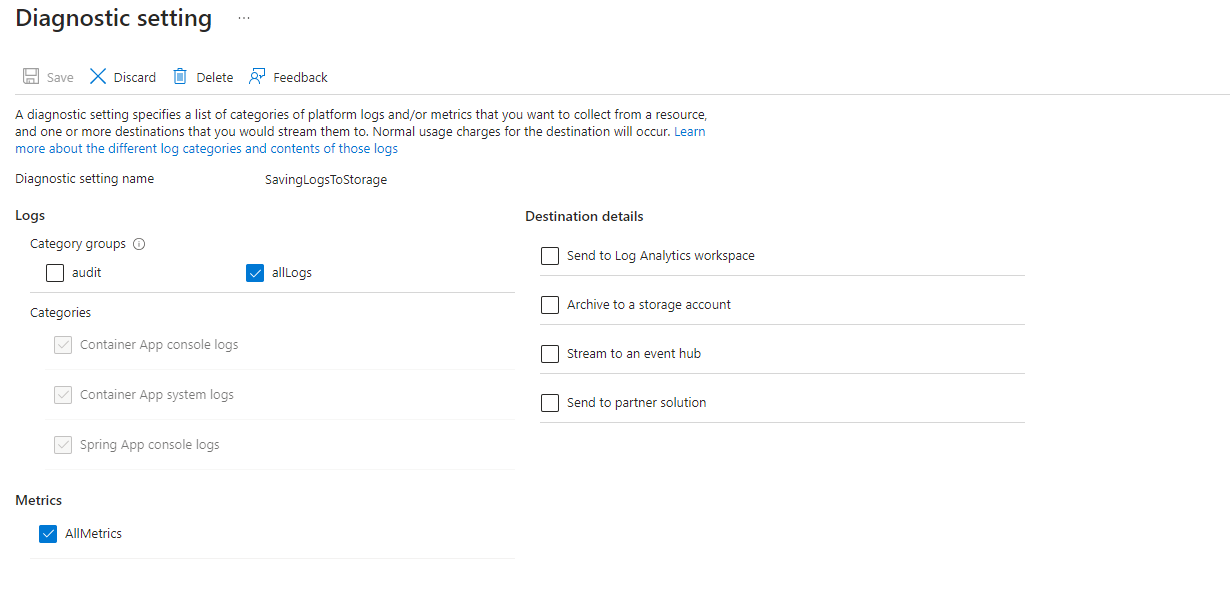 Diagnostic setting ...
Save Discard Delete Feedback
A diagnostic setting specifies a list of categories of platform logs and/or metrics that you want to collect from a resource,
and one or more destinations that you would stream them to. Normal usage charges for the destination will occur. Learn
more about the different log categories and contents of those logs
Diagnostic setting name SavingLogsToStorage
Logs
Category groups
audit allLogs
Categories
Container App console logs
Container App system logs
Spring App console logs
Metrics
AllMetrics
Destination details
Send to Log Analytics workspace
Archive to a storage account
Stream to an event hub
Send to partner solution